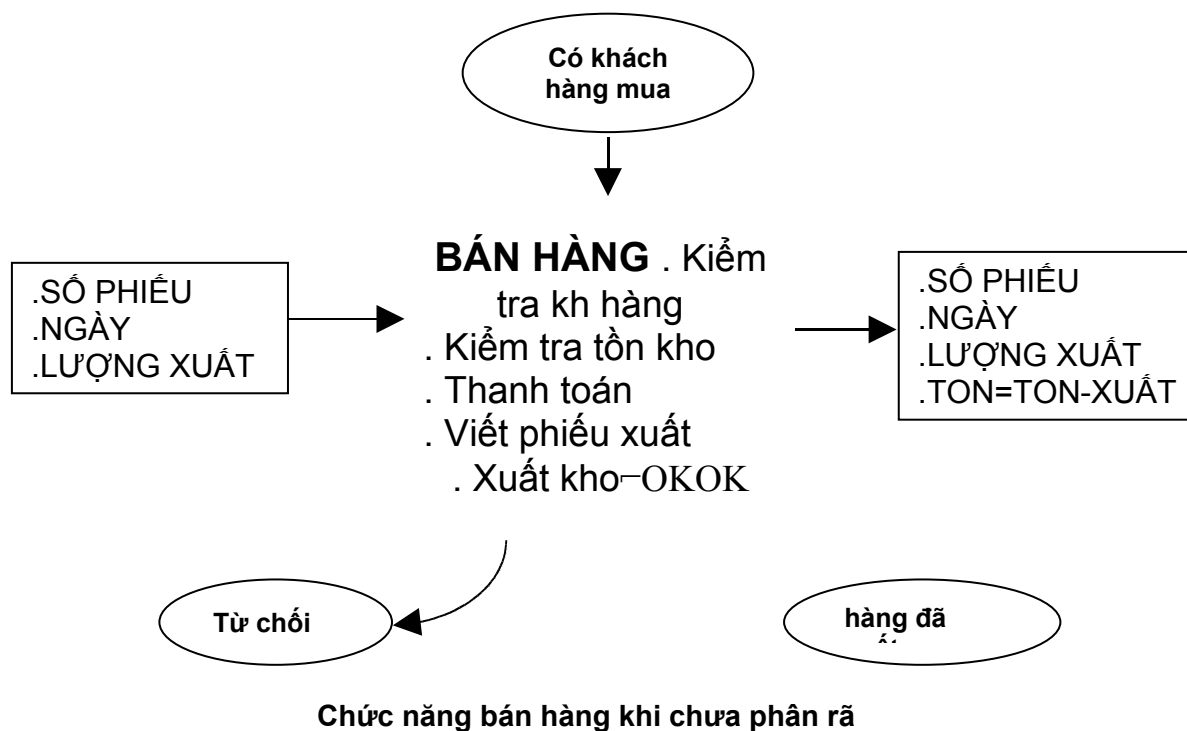 Có khách
hàng mua
.SỐ PHIẾU
.NGÀY
.LƯỢNG XUẤT
BÁN HÀNG . Kiểm
tra kh hàng
. Kiểm tra tồn kho
. Thanh toán
. Viết phiếu xuất
. Xuất kho¬OKOK
.SỐ PHIẾU
.NGÀY
.LƯỢNG XUẤT
.TON=TON-XUẤT
Từ chối
hàng đã
Chức năng bán hàng khi chưa phân rã